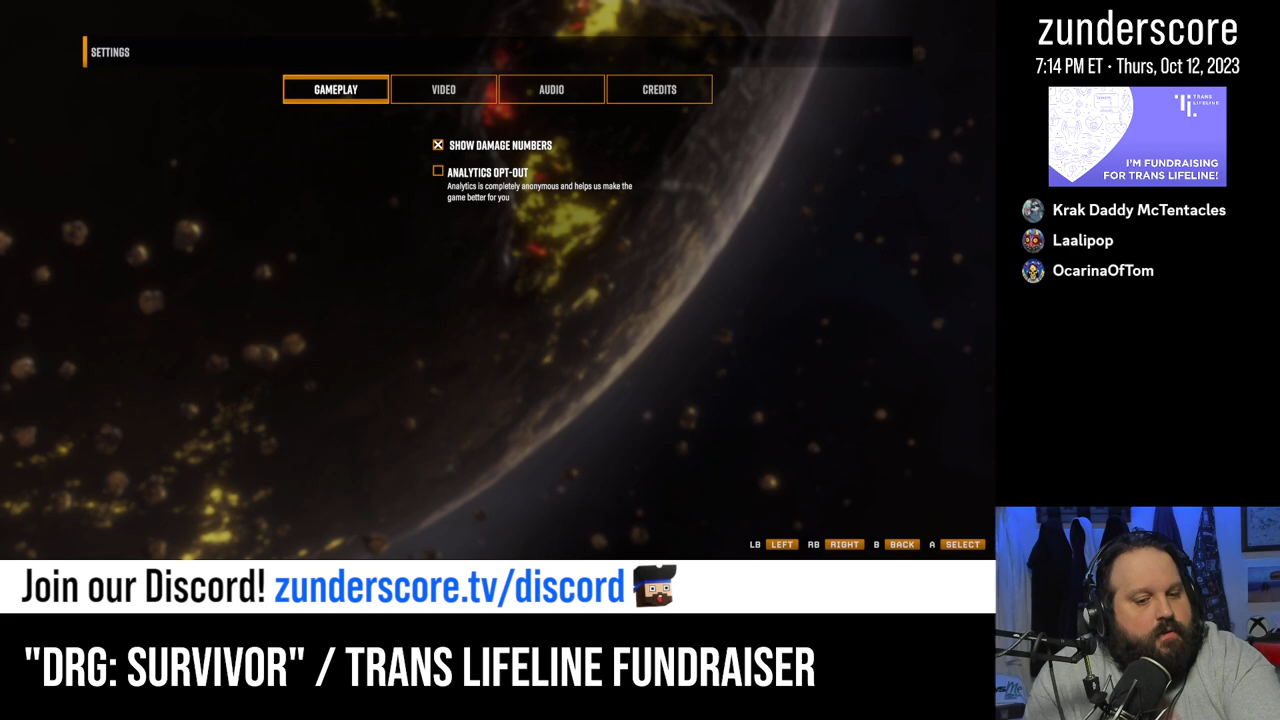 SETTINGS
GAMEPLAY
VIDEO
AUDIO
CREDITS
SHOW DAMAGE NUMBERS
ANALYTICS OPT-OUT
Analytics is completely anonymous and helps us make the
game better for you
LB LEFT RB RIGHT B BACK A SELECT
Join our Discord! zunderscore.tv/discord
"DRG: SURVIVOR" / TRANS LIFELINE FUNDRAISER
zunderscore
7:14 PM ET · Thurs, Oct 12, 2023
TRANS
LIFELINE
I'M FUNDRAISING
FOR TRANS LIFELINE!
Krak Daddy McTentacles
Laalipop
OcarinaOfTom